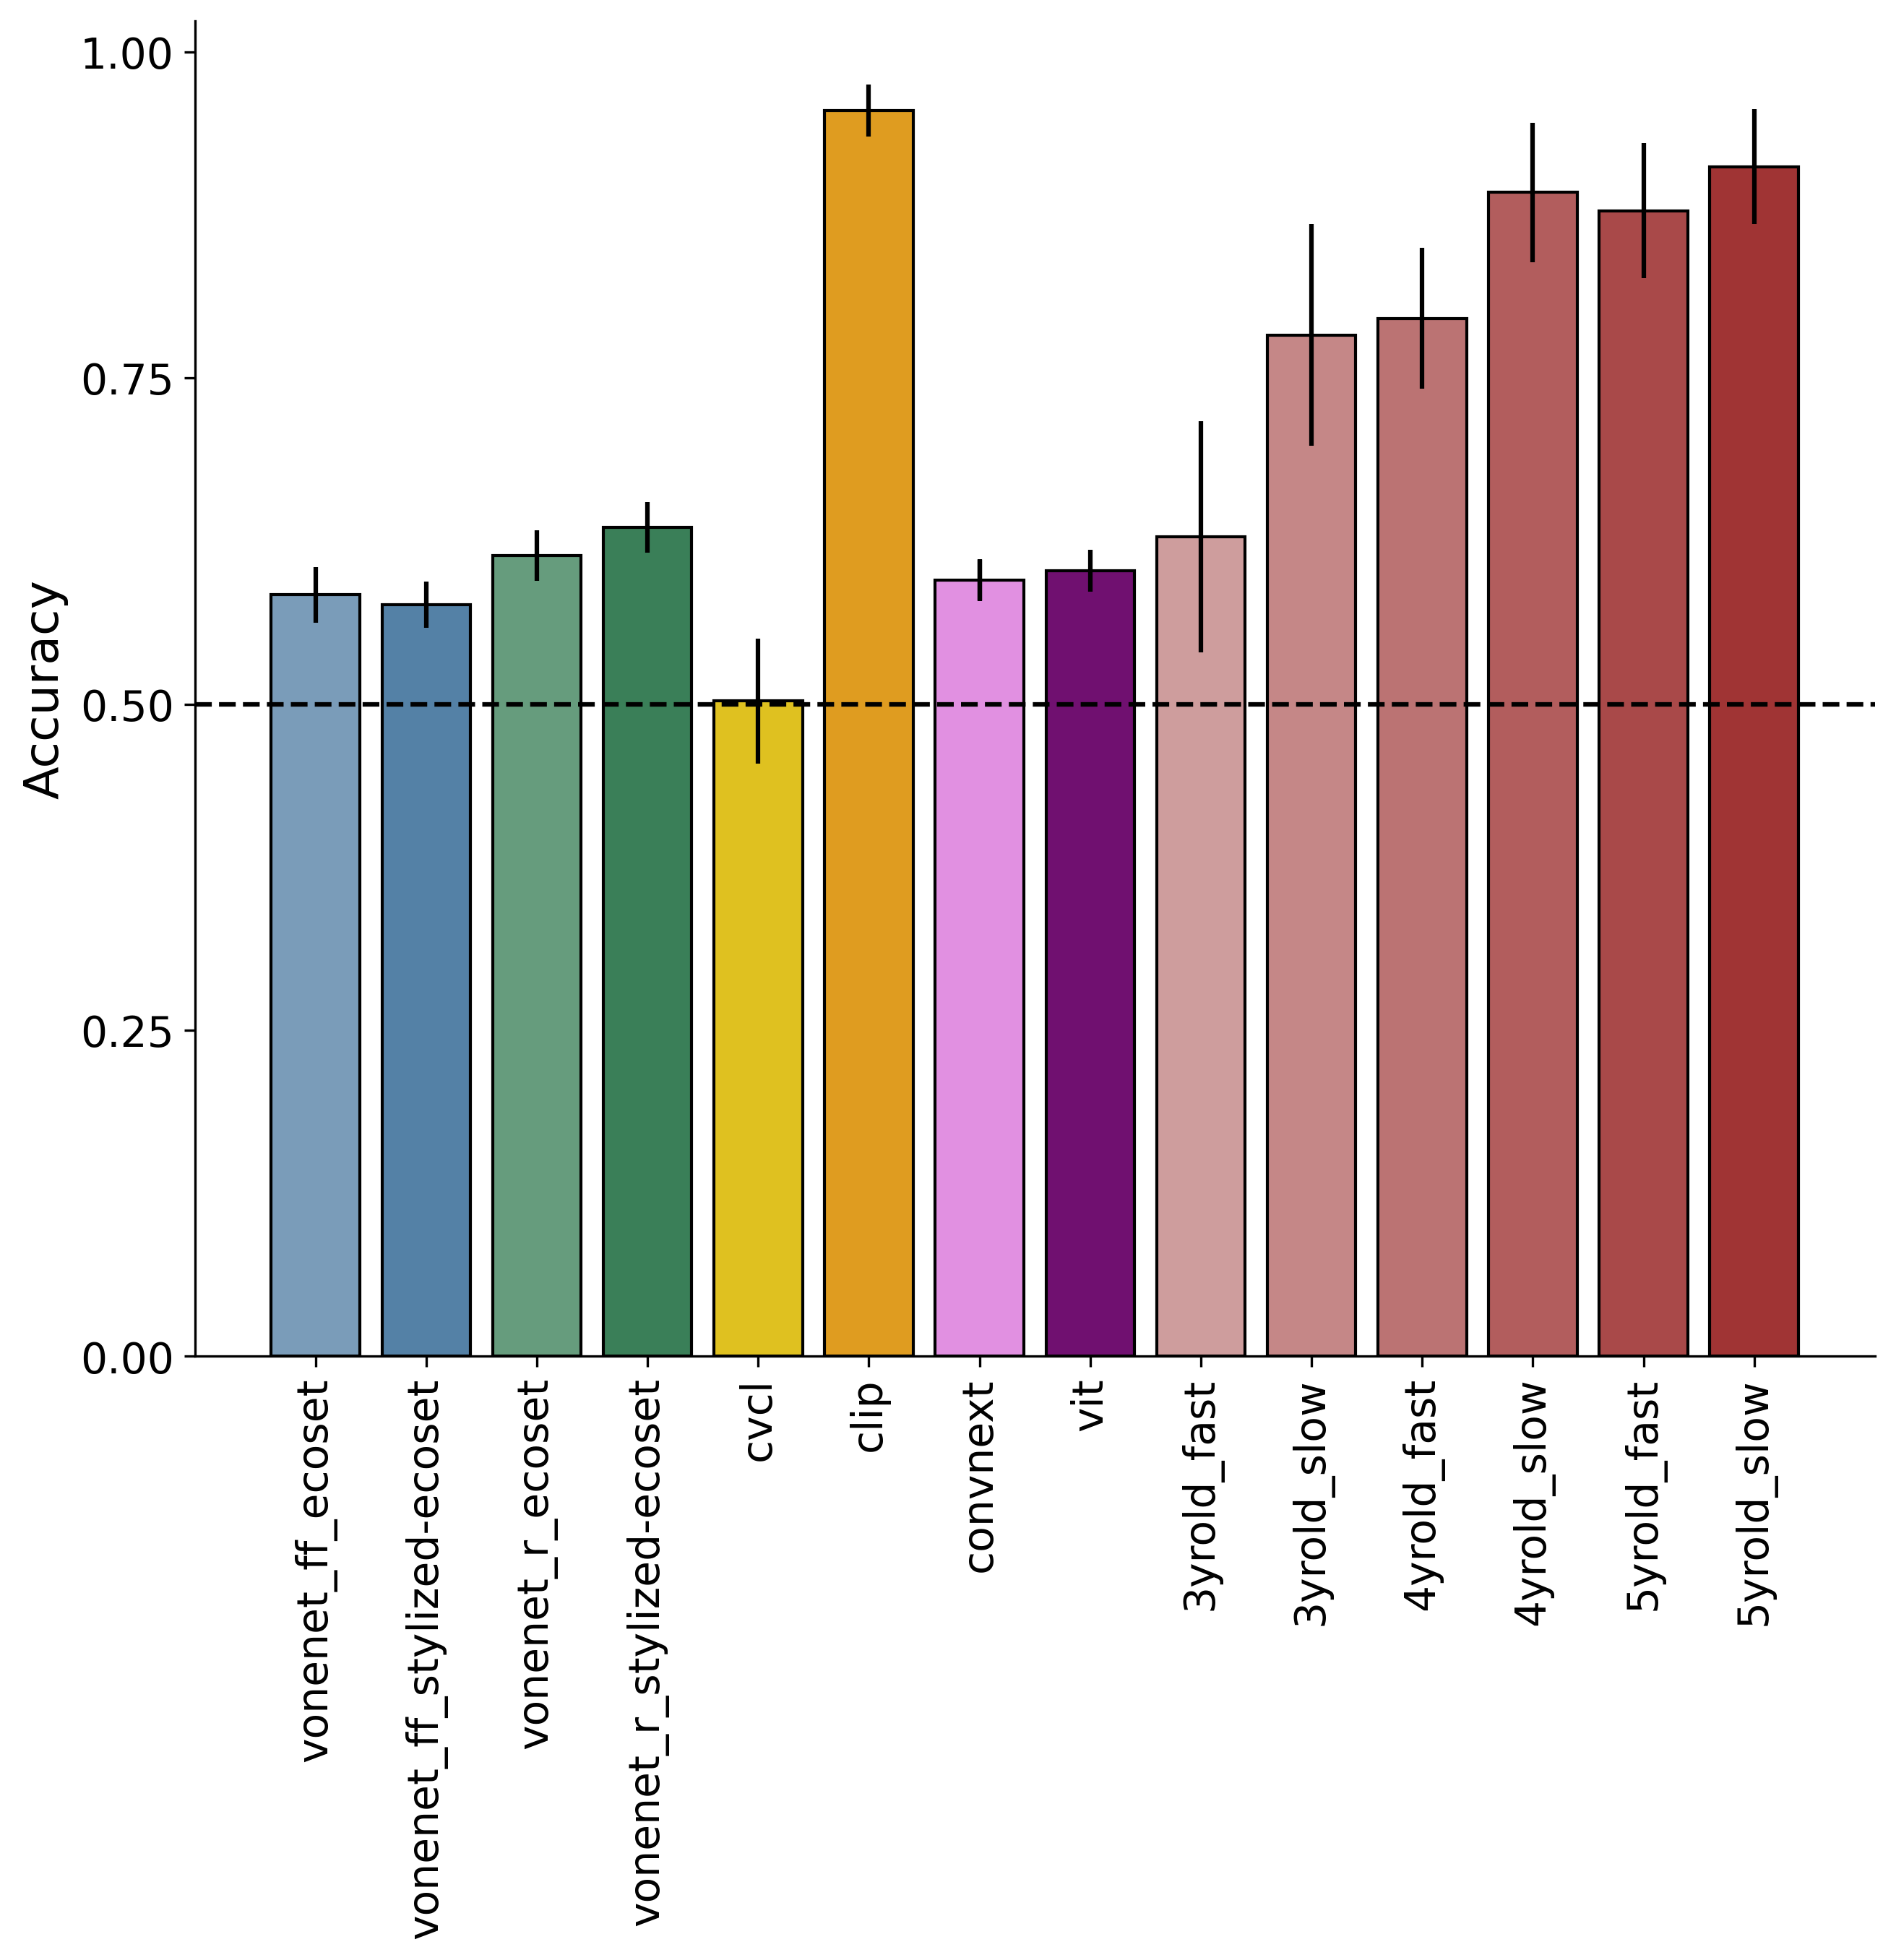 1.00
0.75
0.50
0.25
0.00
Accuracy
vonenet_ff_ecoset
vonenet_ff_stylized-ecoset
vonenet_r_ecoset
vonenet_r_stylized-ecoset
cvcl
clip
convnext
vit
3yrold_fast
3yrold_slow
4yrold_fast
4yrold_slow
5yrold_fast
5yrold_slow